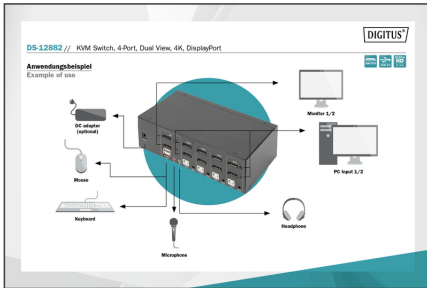 DIGITUS®
DS-12882 // KVM Switch, 4-Port, Dual View, 4K, DisplayPort
Anwendungsbeispiel
Example of use
DC adapter
(optional)
Monitor 1/2
Mouse
PC Input 1/2
Keyboard
Headphone
Microphone